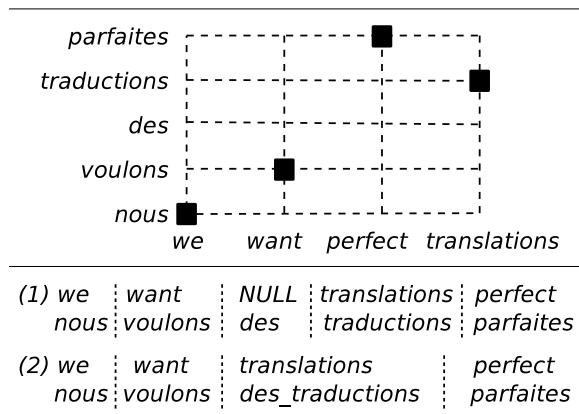 parfaites
traductions
des
voulons
nous
we want perfect translations
(1) we want NULL translations perfect
nous voulons des traductions parfaites
(2) we want translations perfect
nous voulons des_traductions parfaites